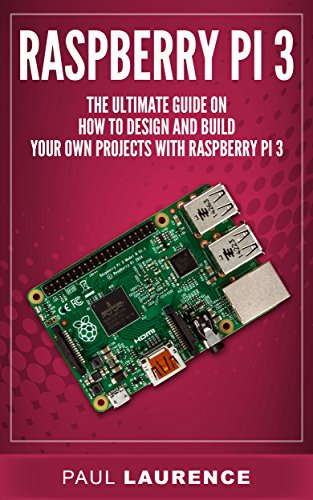 RASPBERRY PI 3
THE ULTIMATE GUIDE ON
HOW TO DESIGN AND BUILD
YOUR OWN PROJECTS WITH RASPBERRY PI 3
HDMI
PAUL LAURENCE